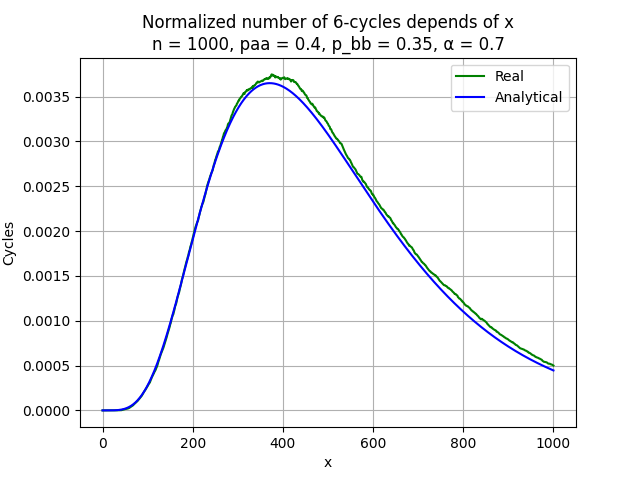 Normalized number of 6-cycles depends of x
n = 1000, paa = 0.4, p_bb = 0.35, α = 0.7
Real
Analytical
Cycles
0.0035
0.0030
0.0025
0.0020
0.0015
0.0010
0.0005
0.0000
0 200 400 600 800 1000
x